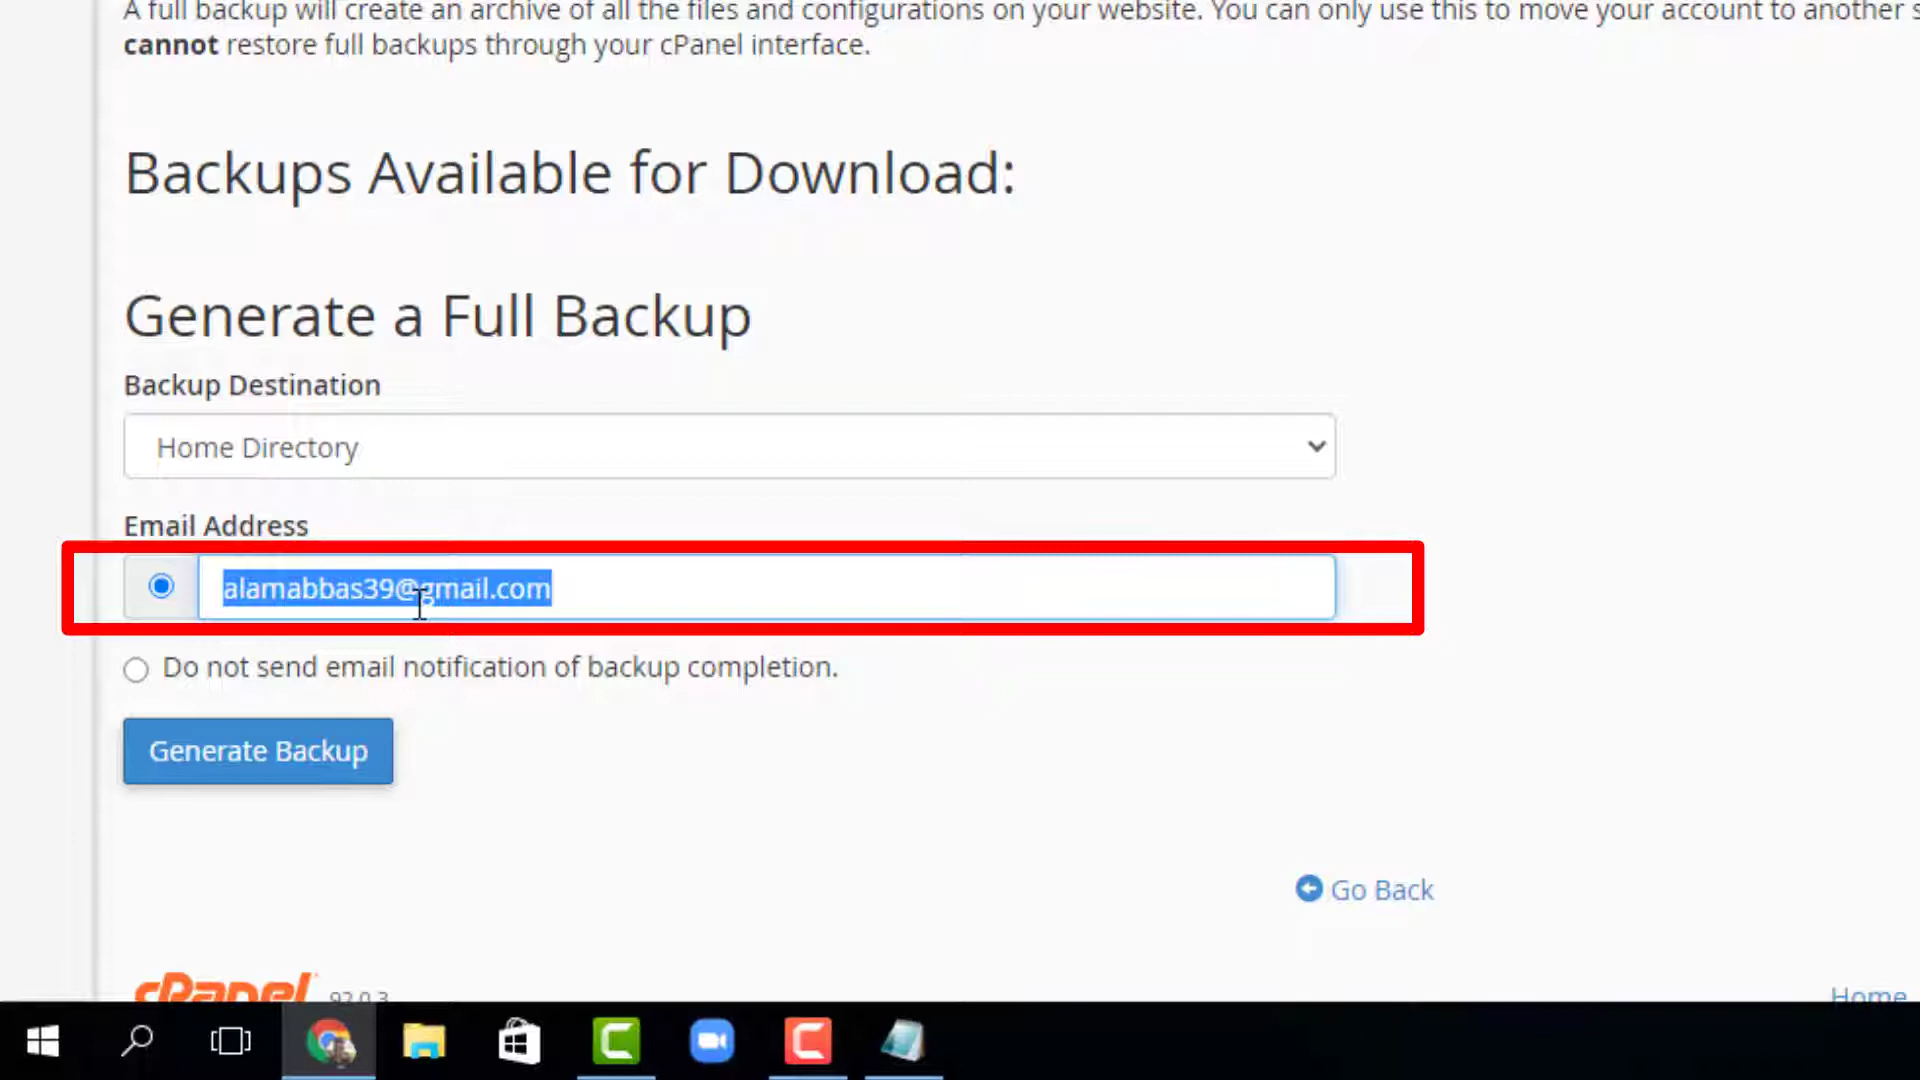 A full backup will create an archive of all the files and configurations on your website. You can only use this to move your account to another s
cannot restore full backups through your cPanel interface.
Backups Available for Download:
Generate a Full Backup
Backup Destination
Home Directory
Email Address
alamabbas39@gmail.com
Do not send email notification of backup completion.
Generate Backup
Go Back
cPanel 92.0.3
Home